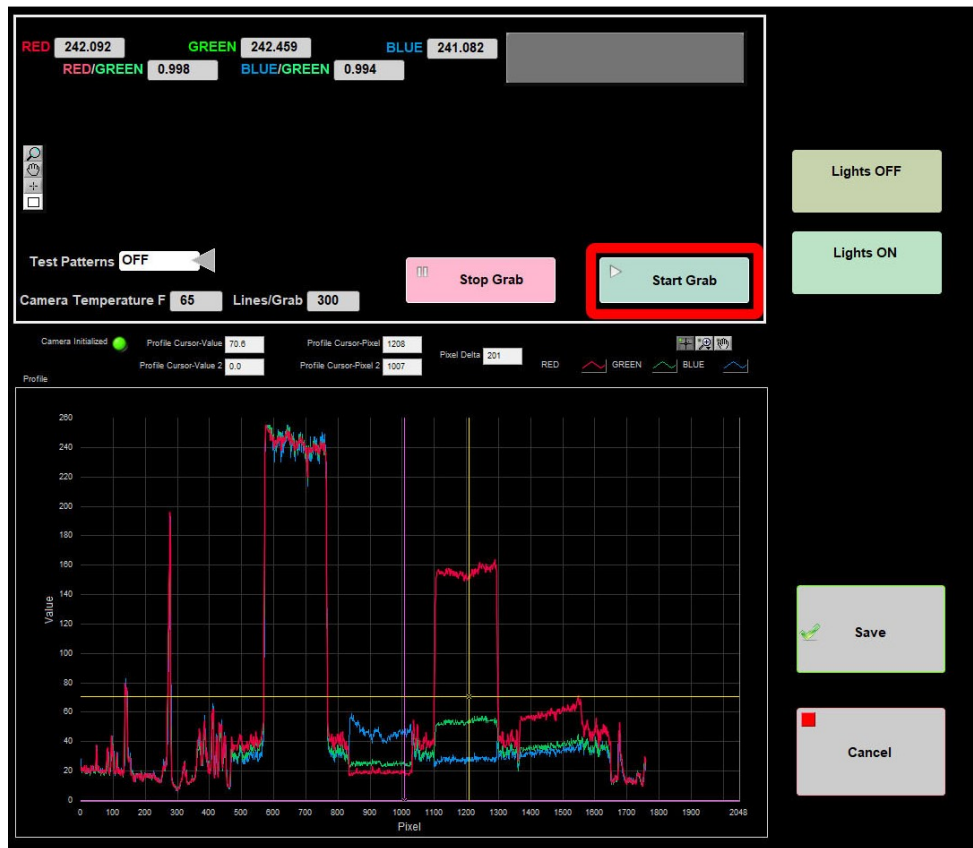 RED 242.092 GREEN 242.459 BLUE 241.082
RED/GREEN 0.998 BLUE/GREEN 0.994
Lights OFF
Lights ON
Test Patterns OFF
Stop Grab
Start Grab
Camera Temperature F 65 Lines/Grab 300
Camera Initialized Profile Cursor-Value 70.6 Profile Cursor-Pixel 1208
Pixel Delta 201
Profile Cursor-Value 2 0.0 Profile Cursor-Pixel 2 1007
RED GREEN BLUE
Profile
260
240
220
200
180
160
140
120
100
80
60
40
20
0
Value
0 100 200 300 400 500 600 700 800 900 1000 1100 1200 1300 1400 1500 1600 1700 1800 1900 2048
Pixel
Save
Cancel